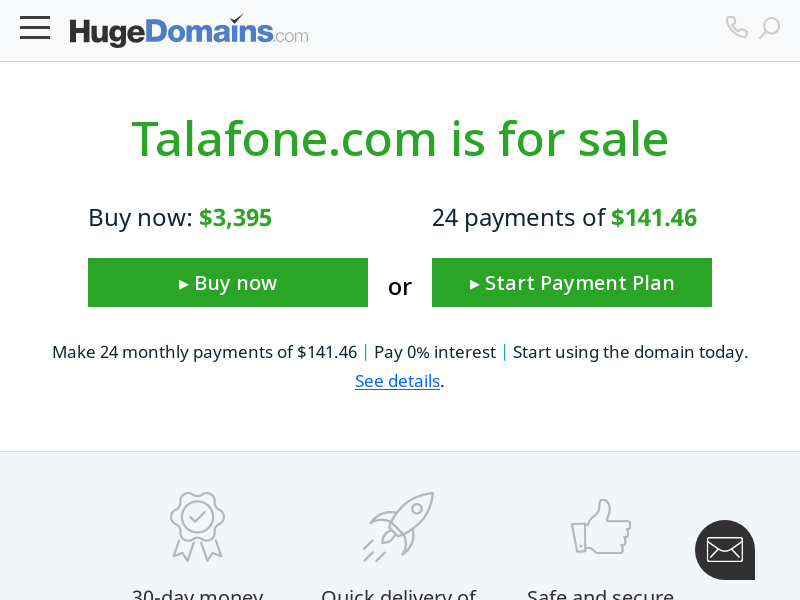 HugeDomains.com
Talafone.com is for sale
Buy now: $3,395
▸ Buy now
or
24 payments of $141.46
▸ Start Payment Plan
Make 24 monthly payments of $141.46 | Pay 0% interest | Start using the domain today.
See details.
30-day money
Quick delivery of
Safe and secure